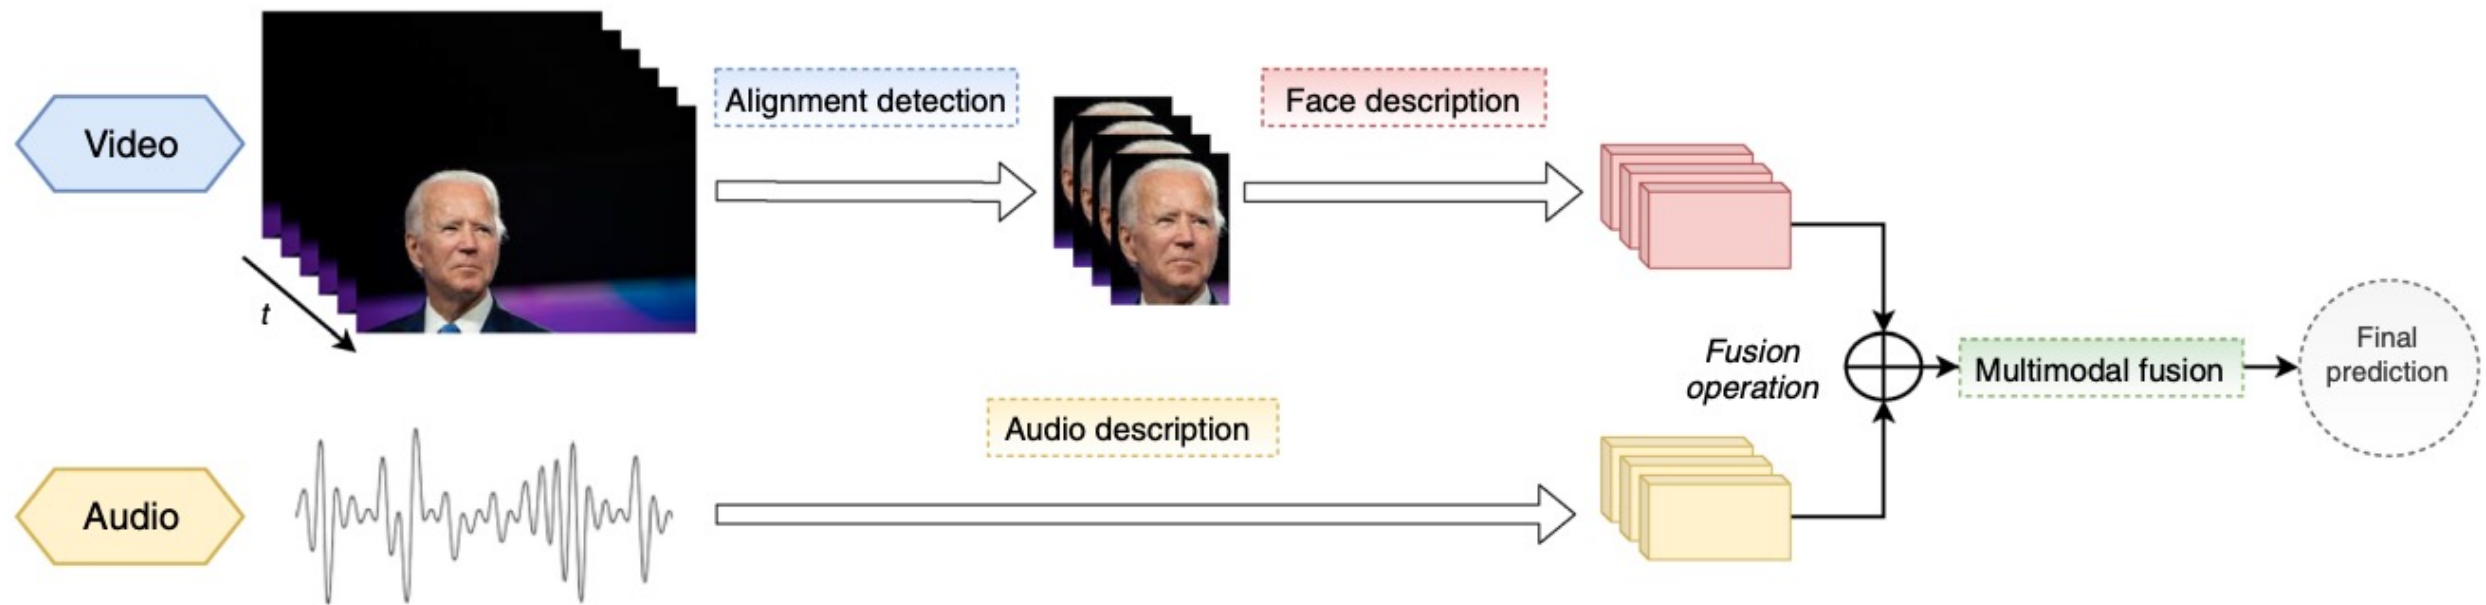 Video
Alignment detection
Face description
t
Fusion
operation
Multimodal fusion
Final
prediction
Audio description
Audio